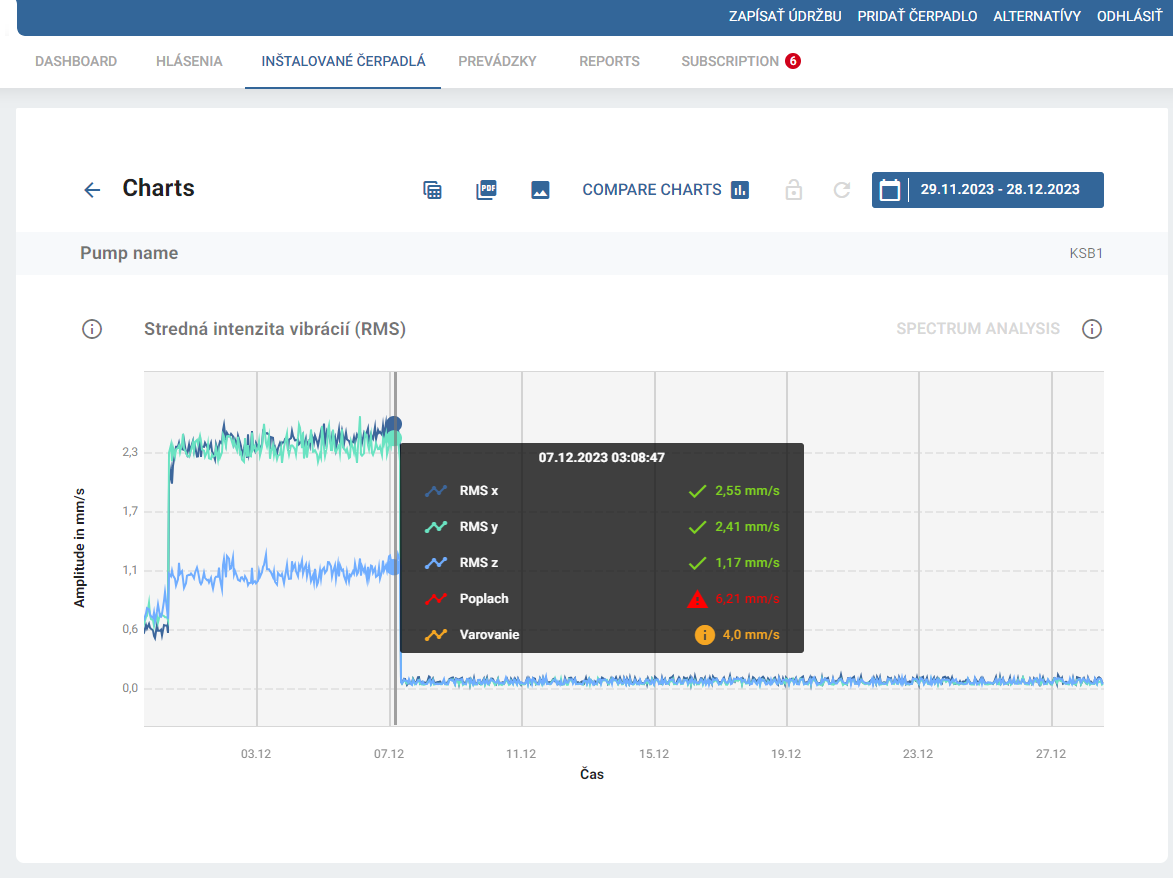 ZAPÍSAŤ ÚDRŽBU PRIDAŤ ČERPADLO ALTERNATÍVY ODHLÁSIŤ
DASHBOARD HLÁSENIA INŠTALOVANÉ ČERPADLÁ PREVÁDZKY REPORTS SUBSCRIPTION 6
Charts PDF COMPARE CHARTS 29.11.2023 - 28.12.2023
Pump name KSB1
Stredná intenzita vibrácií (RMS) SPECTRUM ANALYSIS
Amplitude in mm/s
2,3
1,7
1,1
0,6
0,0
07.12.2023 03:08:47
RMS x 2,55 mm/s
RMS y 2,41 mm/s
RMS z 1,17 mm/s
Poplach 6,21 mm/s
Varovanie 4,0 mm/s
03.12 07.12 11.12 15.12 19.12 23.12 27.12
Čas